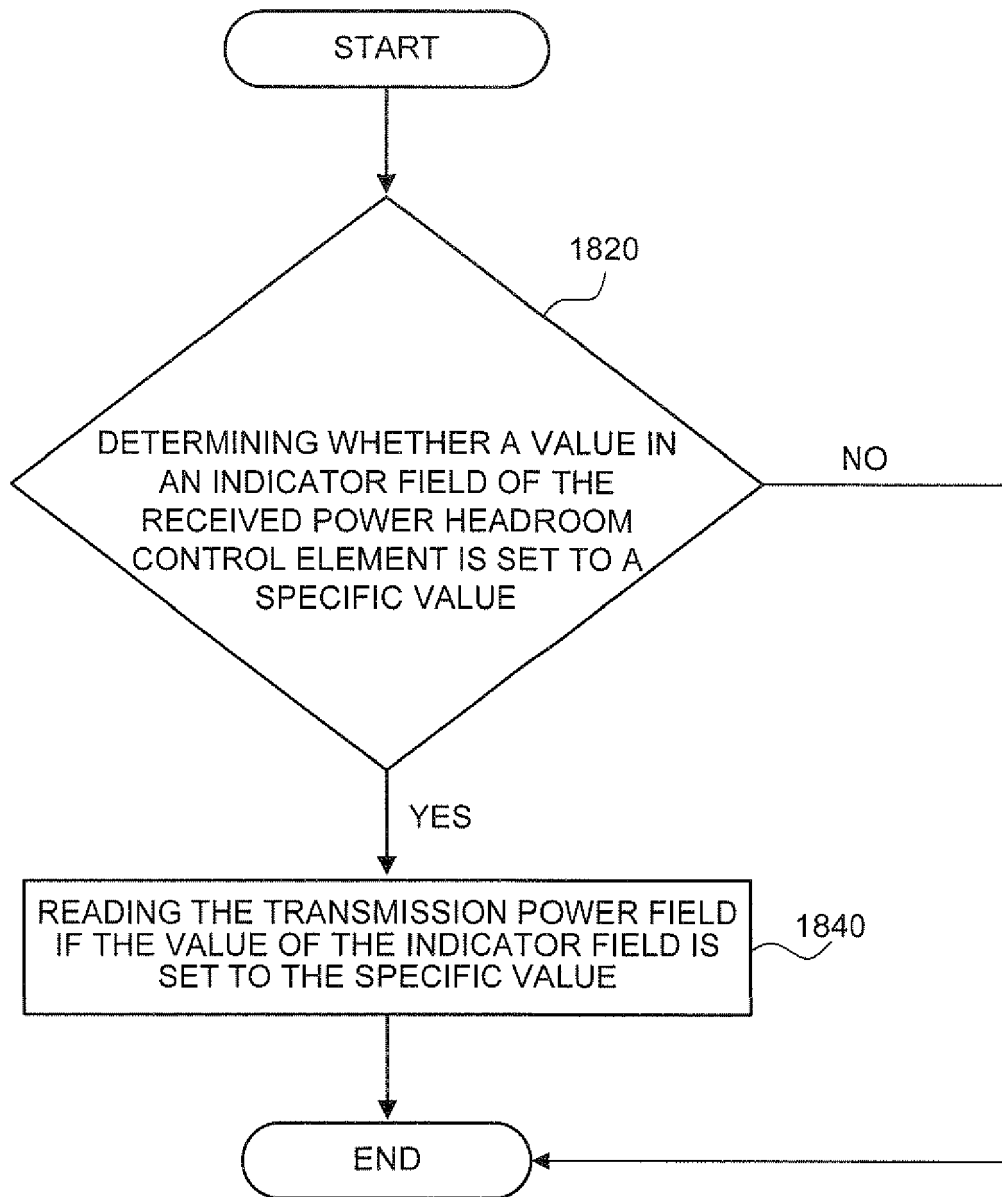 START
1820
DETERMINING WHETHER A VALUE IN
AN INDICATOR FIELD OF THE
RECEIVED POWER HEADROOM
CONTROL ELEMENT IS SET TO A
SPECIFIC VALUE
NO
YES
READING THE TRANSMISSION POWER FIELD
IF THE VALUE OF THE INDICATOR FIELD IS
SET TO THE SPECIFIC VALUE
1840
END